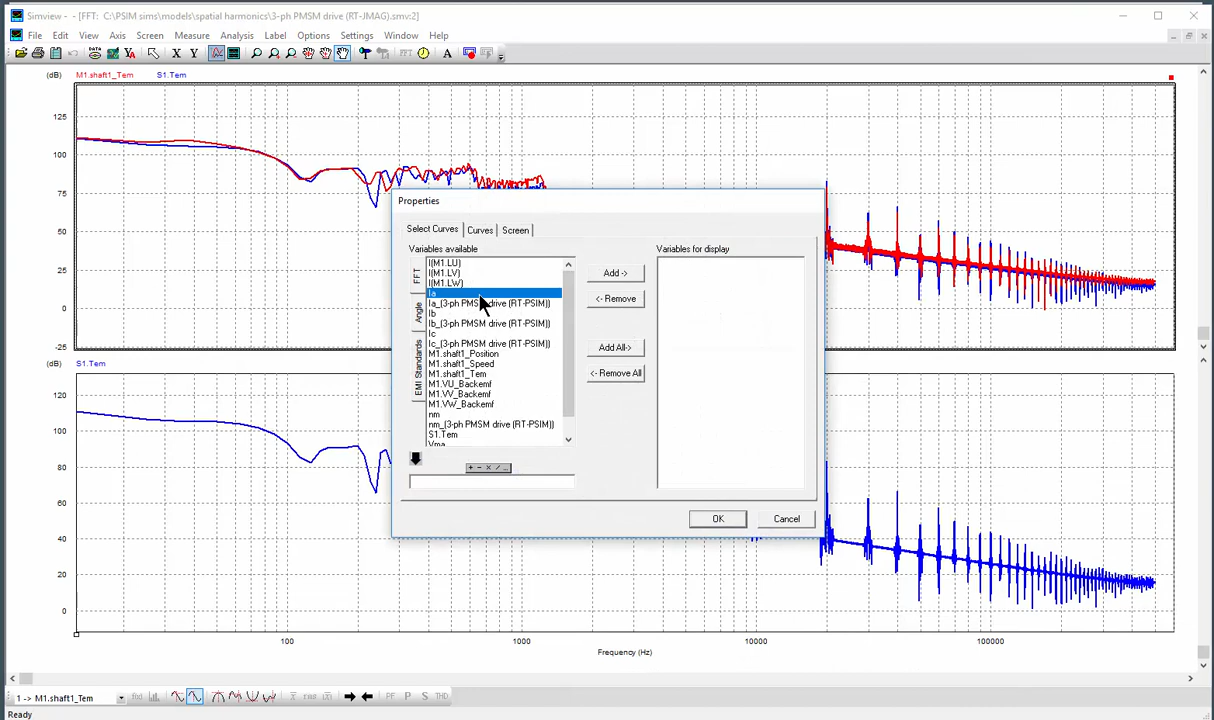 Simview - [FFT: C:\PSIM sims\models\spatial harmonics\3-ph PMSM drive (RT-JMAG).smv:2]
File Edit View Axis Screen Measure Analysis Label Options Settings Window Help
X Y FFT A
(dB) M1.shaft1_Tem S1.Tem
125
100
75
50
25
0
-25
(dB) S1.Tem
120
100
80
60
40
20
0
100 1000 10000 100000
Frequency (Hz)
Properties
Select Curves Curves Screen
Variables available
Variables for display
FFT
Angle
EMI Standards
I(M1.LU)
I(M1.LV)
I(M1.LW)
Ia
Ia_(3-ph PMSM drive (RT-PSIM))
Ib
Ib_(3-ph PMSM drive (RT-PSIM))
Ic
Ic_(3-ph PMSM drive (RT-PSIM))
M1.shaft1_Position
M1.shaft1_Speed
M1.shaft1_Tem
M1.VU_Backemf
M1.VV_Backemf
M1.VW_Backemf
nm
nm_(3-ph PMSM drive (RT-PSIM))
S1.Tem
Vma
Add ->
<- Remove
Add All->
<- Remove All
+ - × / ...
OK Cancel
1 -> M1.shaft1_Tem
PF P S THD
Ready